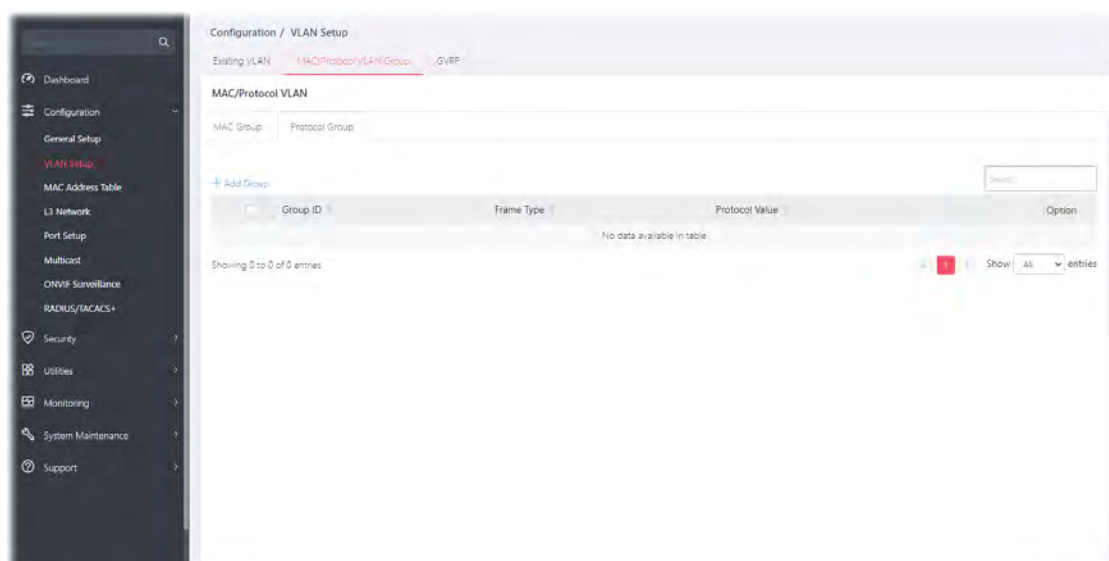 Configuration / VLAN Setup
Existing VLAN MAC/Protocol VLAN Group GVRP
MAC/Protocol VLAN
MAC Group Protocol Group
+ Add Group
Search
Group ID Frame Type Protocol Value Option
No data available in table
Showing 0 to 0 of 0 entries
1 Show All entries
Dashboard
Configuration
General Setup
VLAN Setup
MAC Address Table
L3 Network
Port Setup
Multicast
ONVIF Surveillance
RADIUS/TACACS+
Security
Utilities
Monitoring
System Maintenance
Support